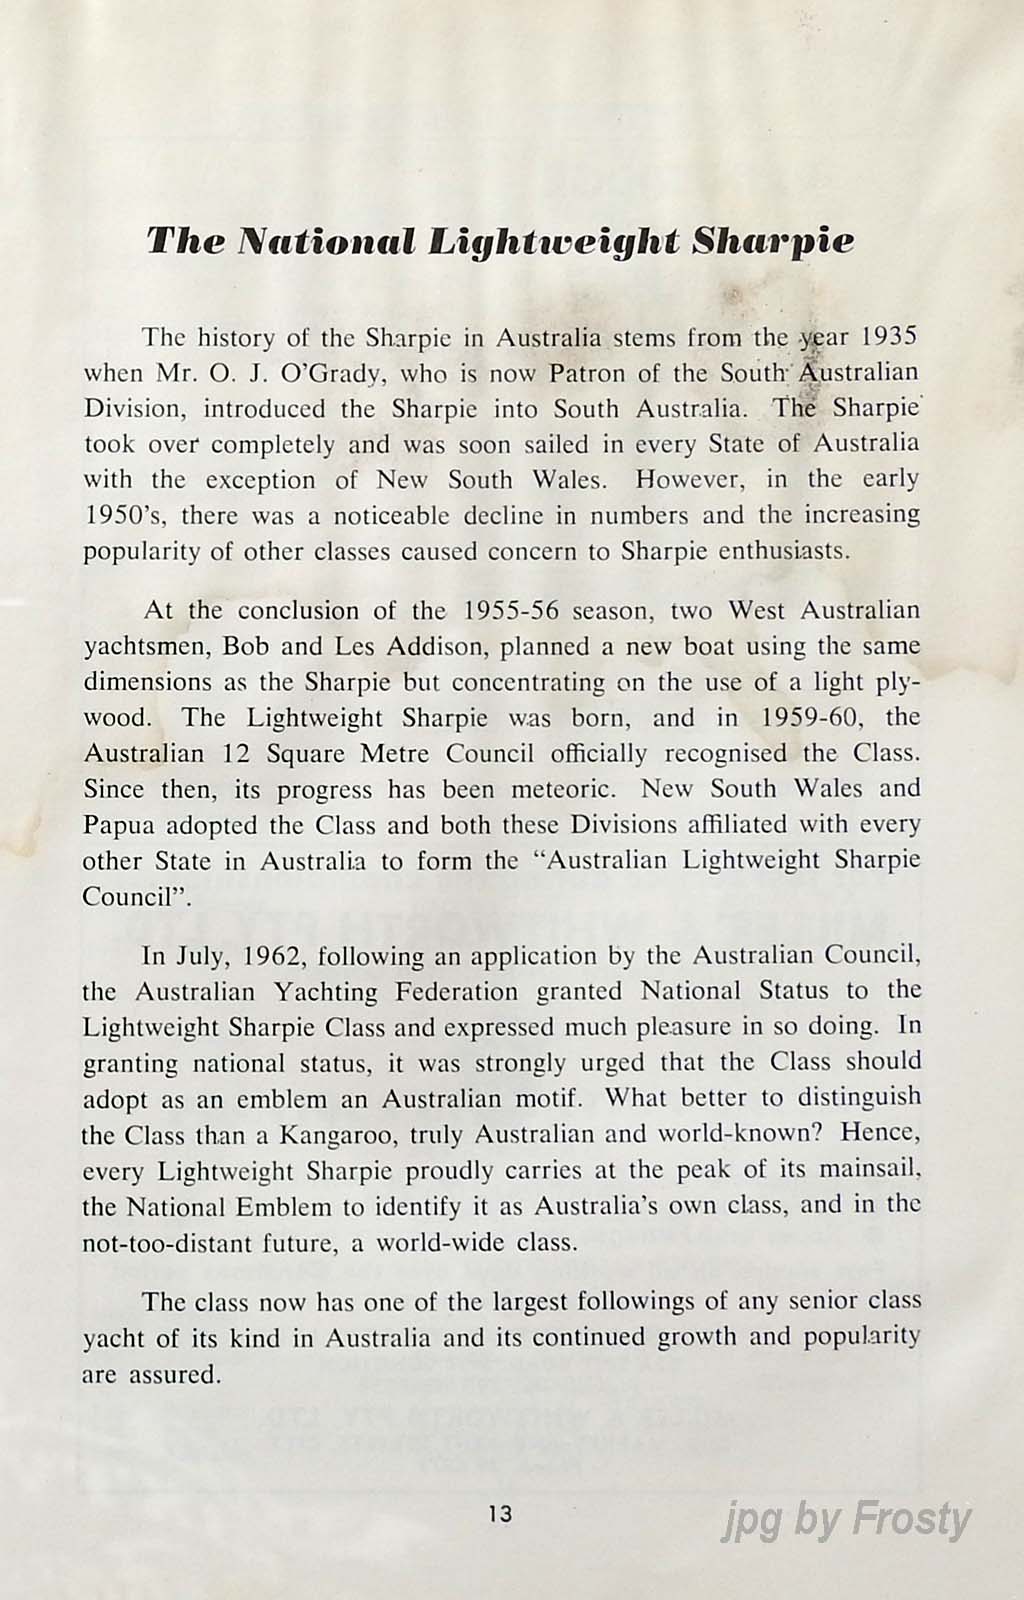 The National Lightweight Sharpie
The history of the Sharpie in Australia stems from the year 1935
when Mr. O. J. O'Grady, who is now Patron of the South Australian
Division, introduced the Sharpie into South Australia. The Sharpie
took over completely and was soon sailed in every State of Australia
with the exception of New South Wales. However, in the early
1950's, there was a noticeable decline in numbers and the increasing
popularity of other classes caused concern to Sharpie enthusiasts.
At the conclusion of the 1955-56 season, two West Australian
yachtsmen, Bob and Les Addison, planned a new boat using the same
dimensions as the Sharpie but concentrating on the use of a light ply-
wood. The Lightweight Sharpie was born, and in 1959-60, the
Australian 12 Square Metre Council officially recognised the Class.
Since then, its progress has been meteoric. New South Wales and
Papua adopted the Class and both these Divisions affiliated with every
other State in Australia to form the “Australian Lightweight Sharpie
Council”.
In July, 1962, following an application by the Australian Council,
the Australian Yachting Federation granted National Status to the
Lightweight Sharpie Class and expressed much pleasure in so doing. In
granting national status, it was strongly urged that the Class should
adopt as an emblem an Australian motif. What better to distinguish
the Class than a Kangaroo, truly Australian and world-known? Hence,
every Lightweight Sharpie proudly carries at the peak of its mainsail,
the National Emblem to identify it as Australia's own class, and in the
not-too-distant future, a world-wide class.
The class now has one of the largest followings of any senior class
yacht of its kind in Australia and its continued growth and popularity
are assured.
13
jpg by Frosty